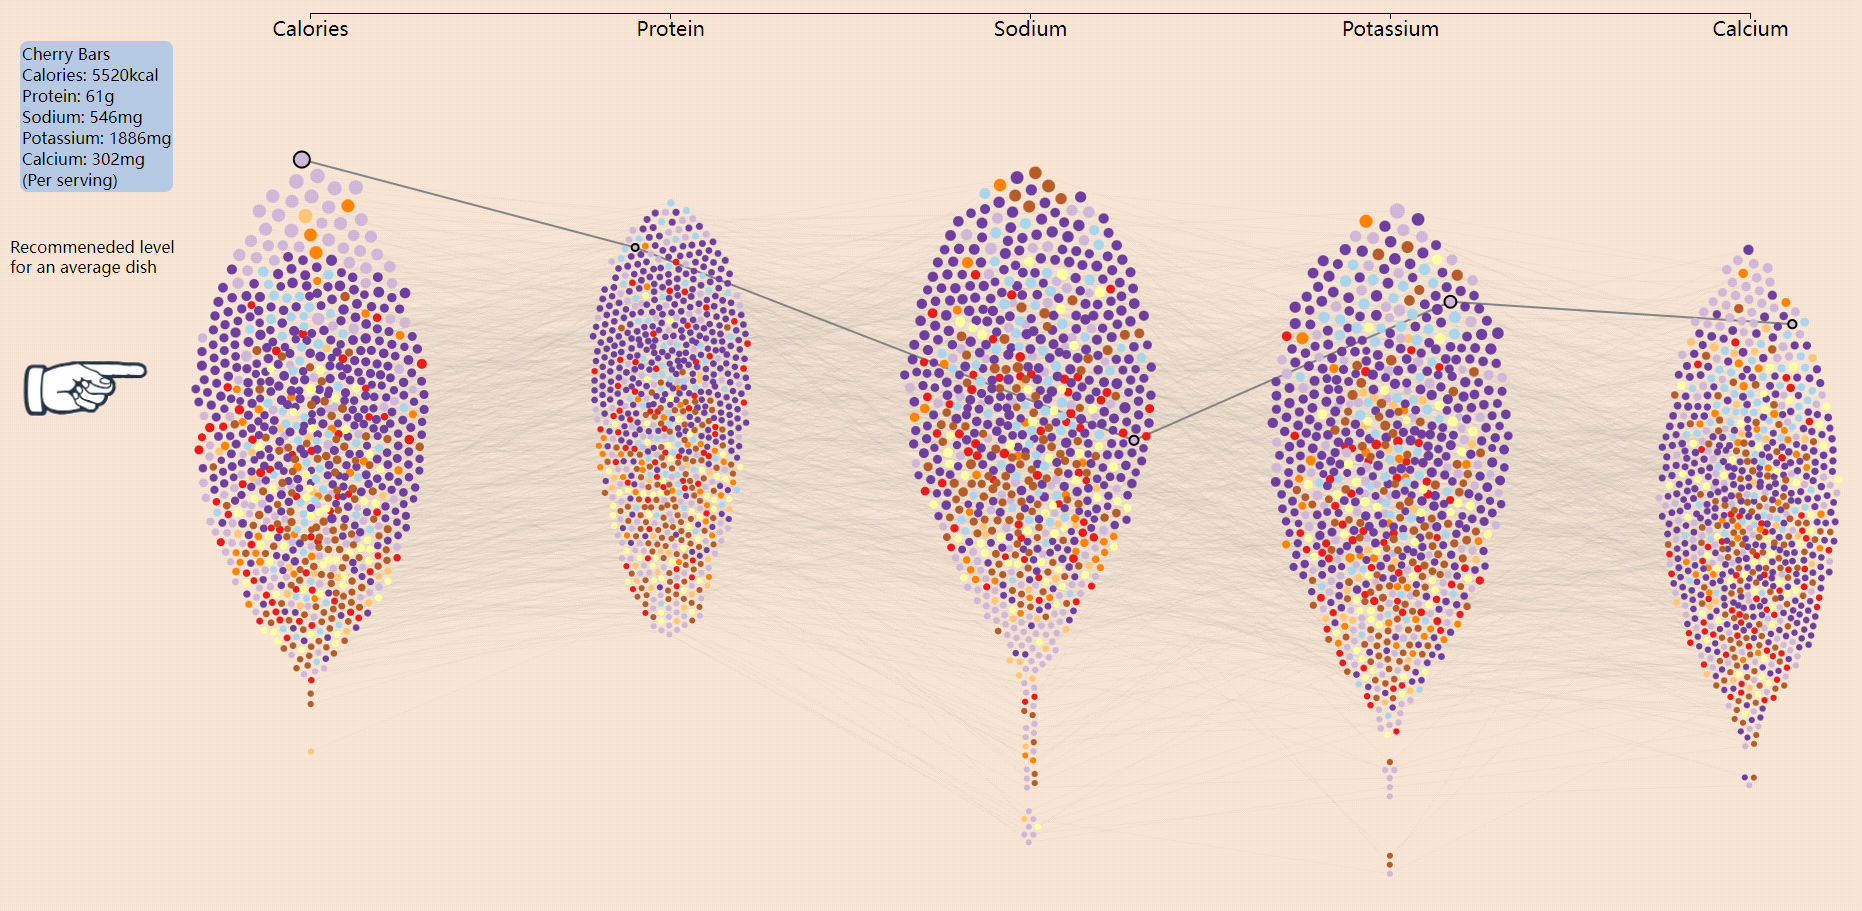 Calories
Protein
Sodium
Potassium
Calcium
Cherry Bars
Calories: 5520kcal
Protein: 61g
Sodium: 546mg
Potassium: 1886mg
Calcium: 302mg
(Per serving)
Recommeneded level
for an average dish